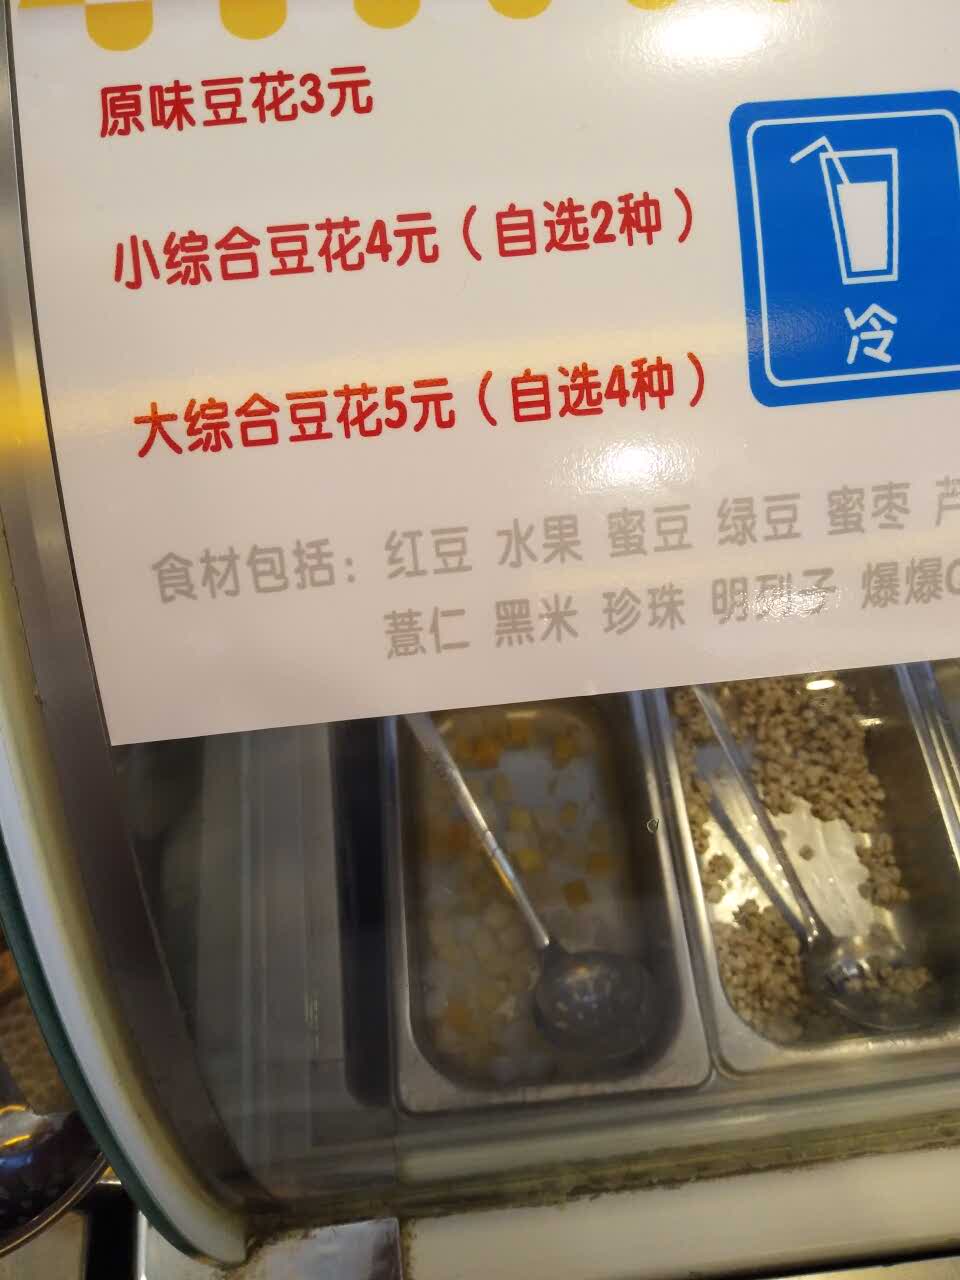 原味豆花3元
小综合豆花4元（自选2种）
冷
大综合豆花5元（自选4种）
食材包括：红豆 水果 蜜豆 绿豆 蜜枣 芦
薏仁 黑米 珍珠 明列子 爆爆